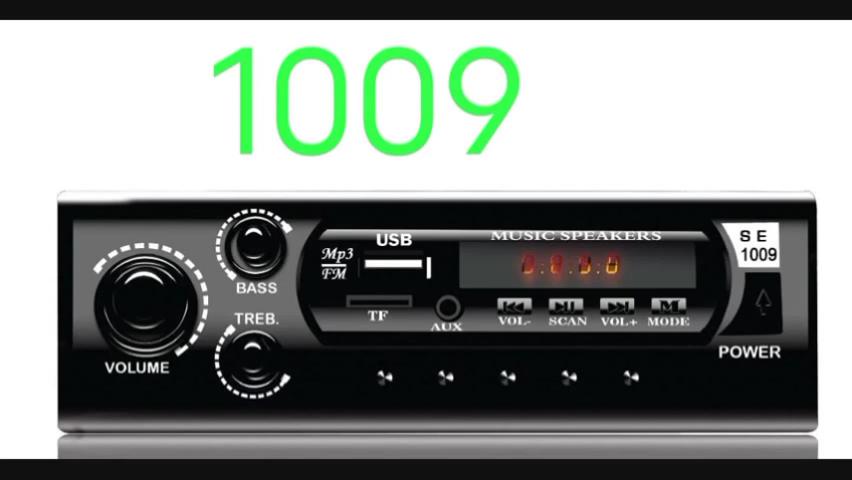 1009
MUSIC SPEAKERS
USB
Mp3
FM
S E
1009
BASS
TF
AUX
VOL-
SCAN
VOL+
MODE
TREB.
VOLUME
POWER